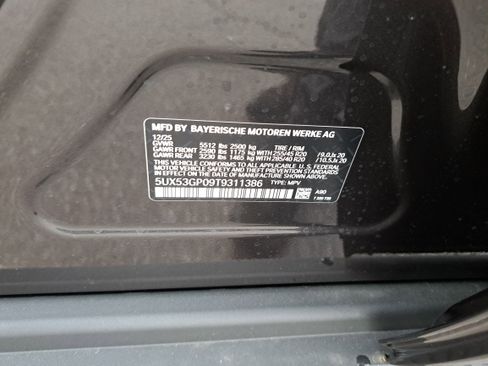 MFD BY BAYERISCHE MOTOREN WERKE AG
12/25
GVWR 5512 lbs 2500 kg TIRE / RIM
GAWR FRONT 2590 lbs 1175 kg WITH 255/45 R20 / 9.0Jx20
GAWR REAR 3230 lbs 1465 kg WITH 285/40 R20 / 10.5Jx20
THIS VEHICLE CONFORMS TO ALL APPLICABLE U.S. FEDERAL
MOTOR VEHICLE SAFETY AND THEFT PREVENTION STANDARDS
IN EFFECT ON THE DATE OF MANUFACTURE SHOWN ABOVE.
5UX53GP09T9311386 TYPE: MPV A90